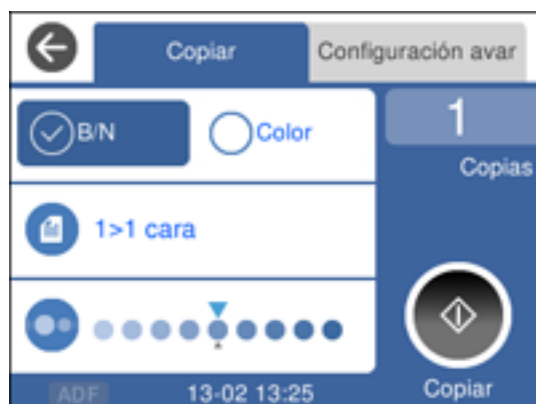 Copiar
Configuración avar
B/N
Color
1
Copias
1>1 cara
ADF
13-02 13:25
Copiar